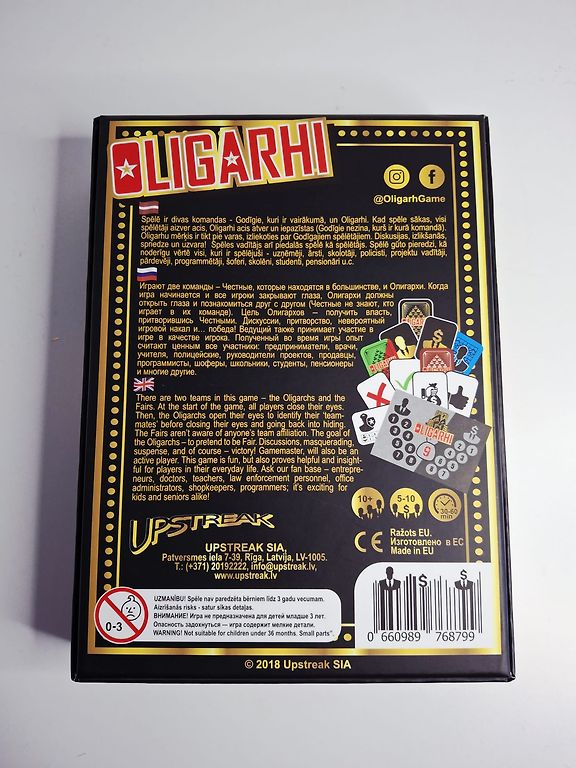 OLIGARHI
@OligarhGame
Spēlē ir divas komandas - Godīgie, kuri ir vairākumā, un Oligarhi. Kad spēle sākas, visi
spēlētāji aizver acis, Oligarhi acis atver un iepazīstas (Godīgie nezina, kurš ir kurā komandā).
Oligarhu mērķis ir tikt pie varas, izliekoties par Godīgajiem spēlētājiem. Diskusijas, izlikšanās,
spriedze un uzvara! Spēles vadītājs arī piedalās spēlē kā spēlētājs. Spēlē gūto pieredzi, kā
noderīgu vērtē visi, kuri ir spēlējuši - uzņēmēji, ārsti, skolotāji, policisti, projektu vadītāji,
pārdevēji, programmētāji, šoferi, skolēni, studenti, pensionāri u.c.
Играют две команды – Честные, которые находятся в большинстве, и Олигархи. Когда
игра начинается и все игроки закрывают глаза, Олигархи должны
открыть глаза и познакомиться друг с другом (Честные не знают, кто
играет в их команде). Цель Олигархов — получить власть,
притворившись Честными. Дискуссии, притворство, невероятный
игровой накал и… победа! Ведущий также принимает участие в
игре в качестве игрока. Полученный во время игры опыт
считают ценным все участники: предприниматели, врачи,
учителя, полицейские, руководители проектов, продавцы,
программисты, шоферы, школьники, студенты, пенсионеры
и многие другие.
There are two teams in this game – the Oligarchs and the
Fairs. At the start of the game, all players close their eyes.
Then, the Oligarchs open their eyes to identify their 'team-
mates' before closing their eyes and going back into hiding.
The Fairs aren't aware of anyone's team affiliation. The goal
of the Oligarchs – to pretend to be Fair. Discussions, masquerading,
suspense, and of course – victory! Gamemaster, will also be an
active player. This game is fun, but also proves helpful and insight-
ful for players in their everyday life. Ask our fan base – entrepre-
neurs, doctors, teachers, law enforcement personnel, office
administrators, shopkeepers, programmers; it's exciting for
kids and seniors alike!
OLIGARHI
9
10+
5-10
30-60
min
UPSTREAK
UPSTREAK SIA,
Patversmes iela 7-39, Rīga, Latvija, LV-1005.
T.: (+371) 20192222, info@upstreak.lv,
www.upstreak.lv
CE
Ražots EU.
Изготовлено в EC
Made in EU
0-3
UZMANĪBU! Spēle nav paredzēta bērniem līdz 3 gadu vecumam.
Aizrīšanās risks - satur sīkas detaļas.
ВНИМАНИЕ! Игра не предназначена для детей младше 3 лет.
Опасность задохнуться — игра содержит мелкие детали.
WARNING! Not suitable for children under 36 months. Small parts".
0 660989 768799
© 2018 Upstreak SIA